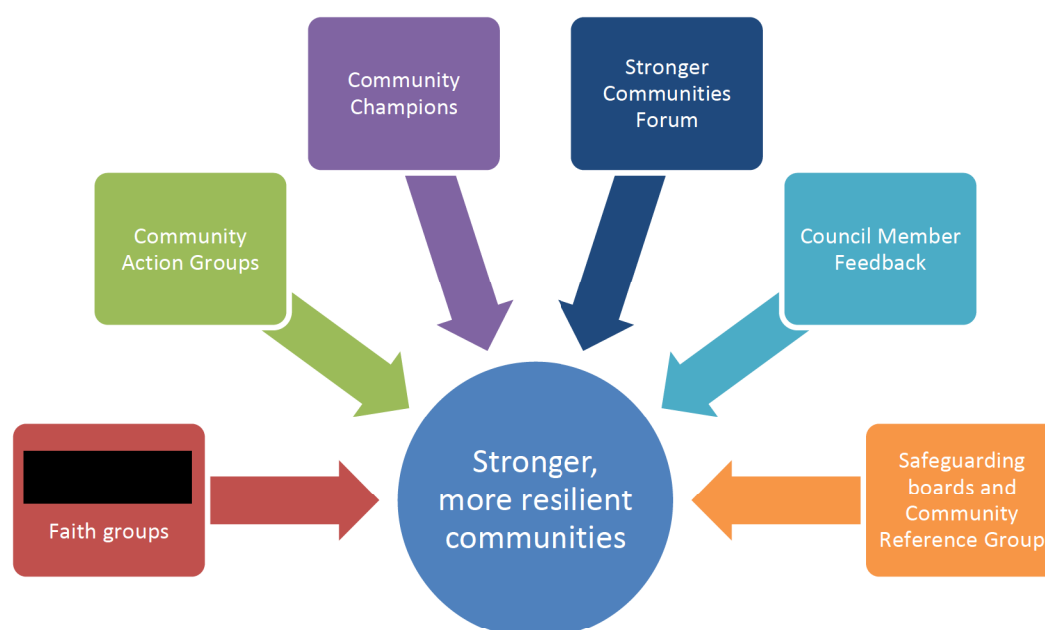 Community
Champions
Stronger
Communities
Forum
Community
Action Groups
Council Member
Feedback
Faith groups
Stronger,
more resilient
communities
Safeguarding
boards and
Community
Reference Group